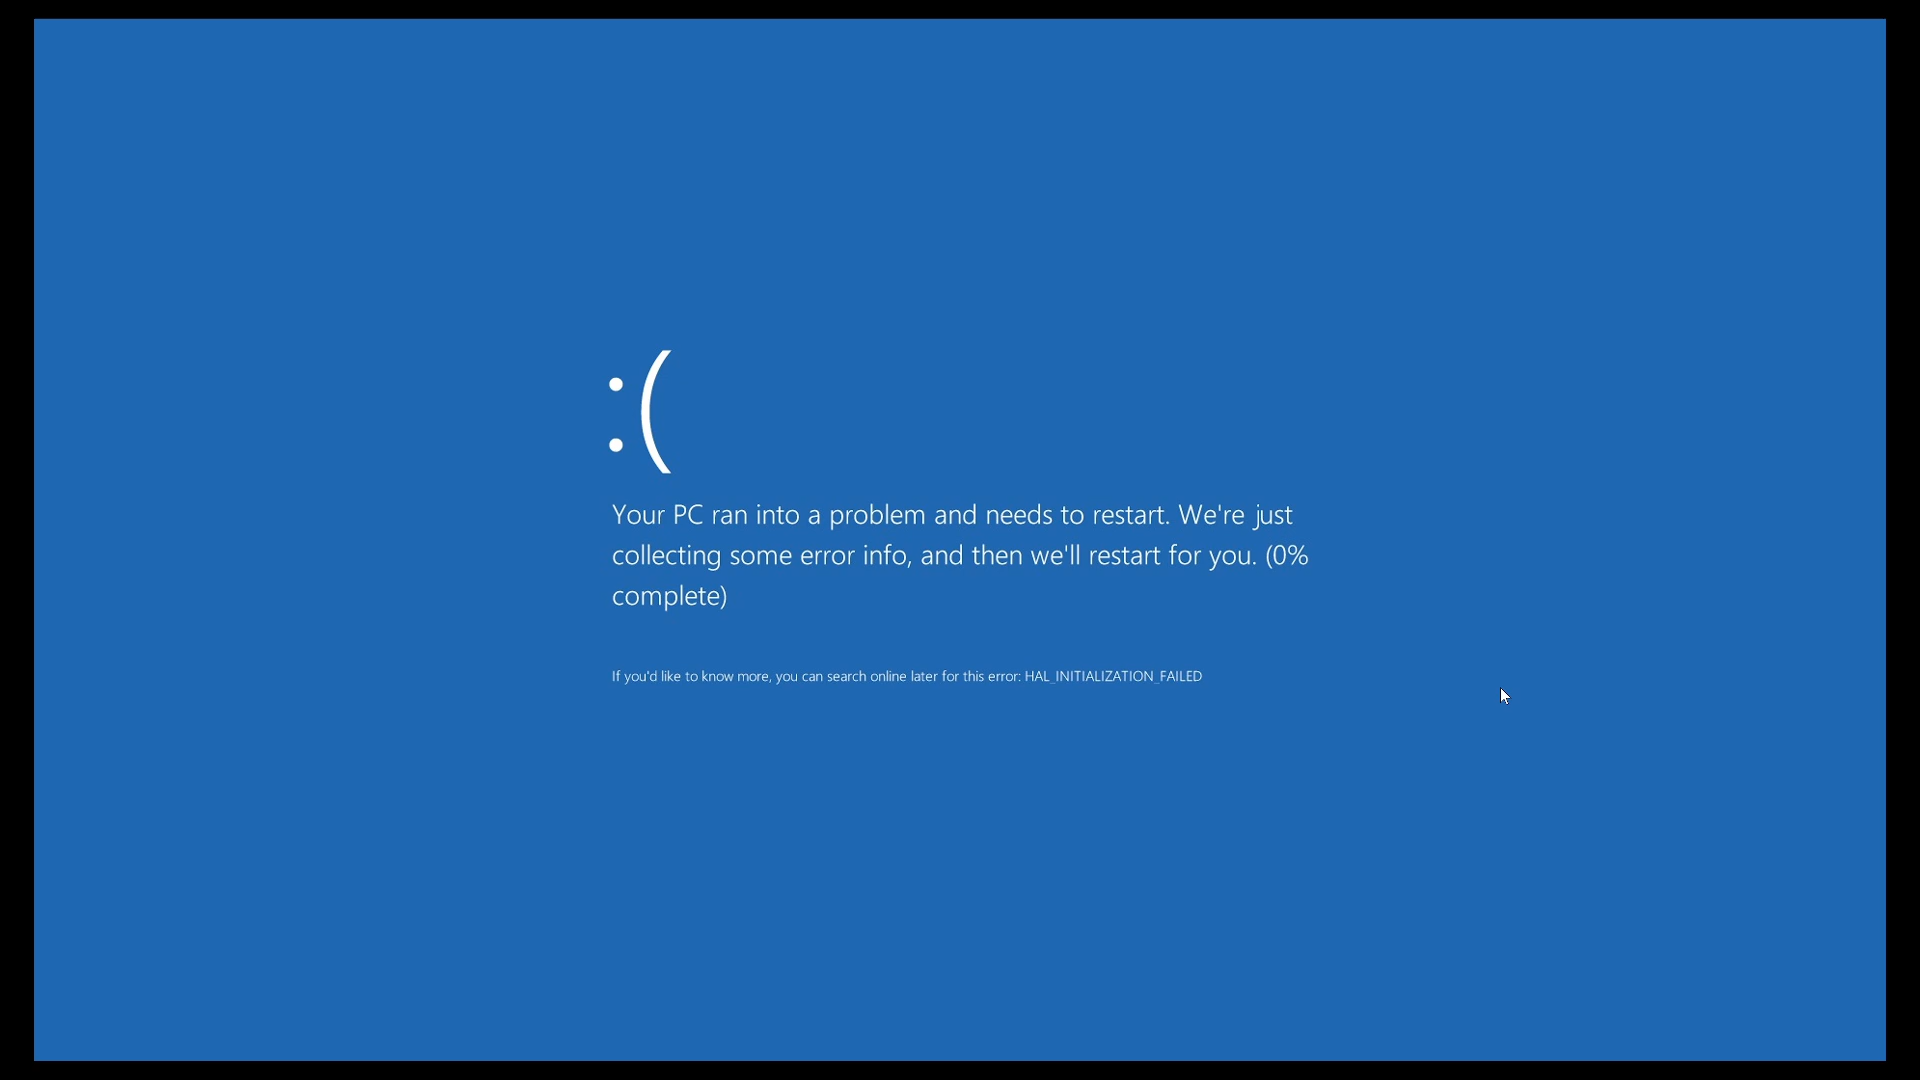 :(
Your PC ran into a problem and needs to restart. We're just
collecting some error info, and then we'll restart for you. (0%
complete)
If you'd like to know more, you can search online later for this error: HAL_INITIALIZATION_FAILED